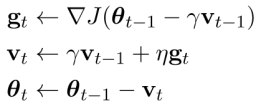 g_t ← ∇J(θ_{t−1} − γv_{t−1})
v_t ← γv_{t−1} + ηg_t
θ_t ← θ_{t−1} − v_t